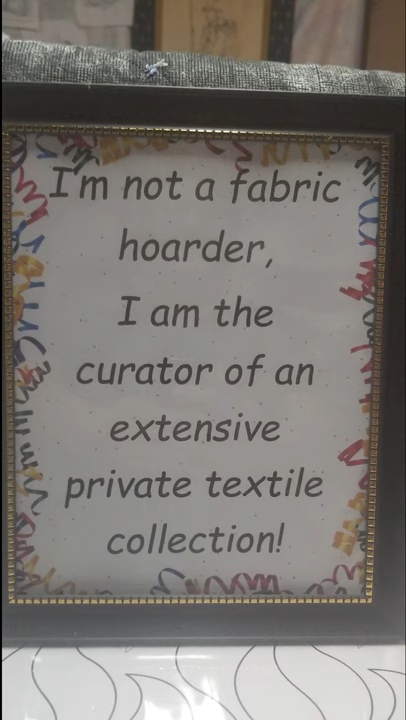 I'm not a fabric
hoarder,
I am the
curator of an
extensive
private textile
collection!